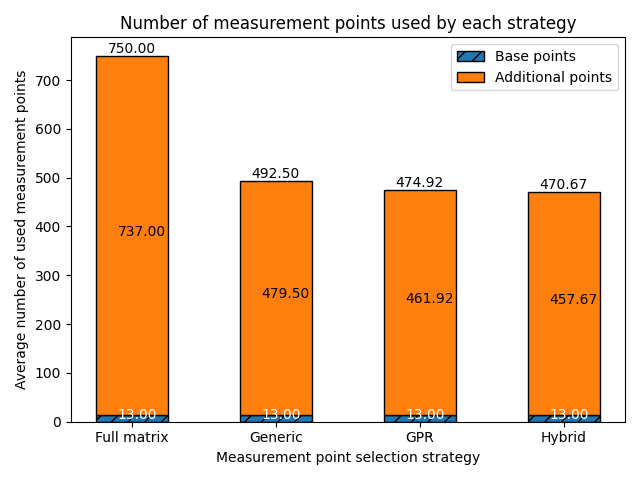 Number of measurement points used by each strategy
Average number of used measurement points
700
600
500
400
300
200
100
0
Base points
Additional points
750.00
492.50
474.92
470.67
737.00
479.50
461.92
457.67
13.00
13.00
13.00
13.00
Full matrix
Generic
GPR
Hybrid
Measurement point selection strategy